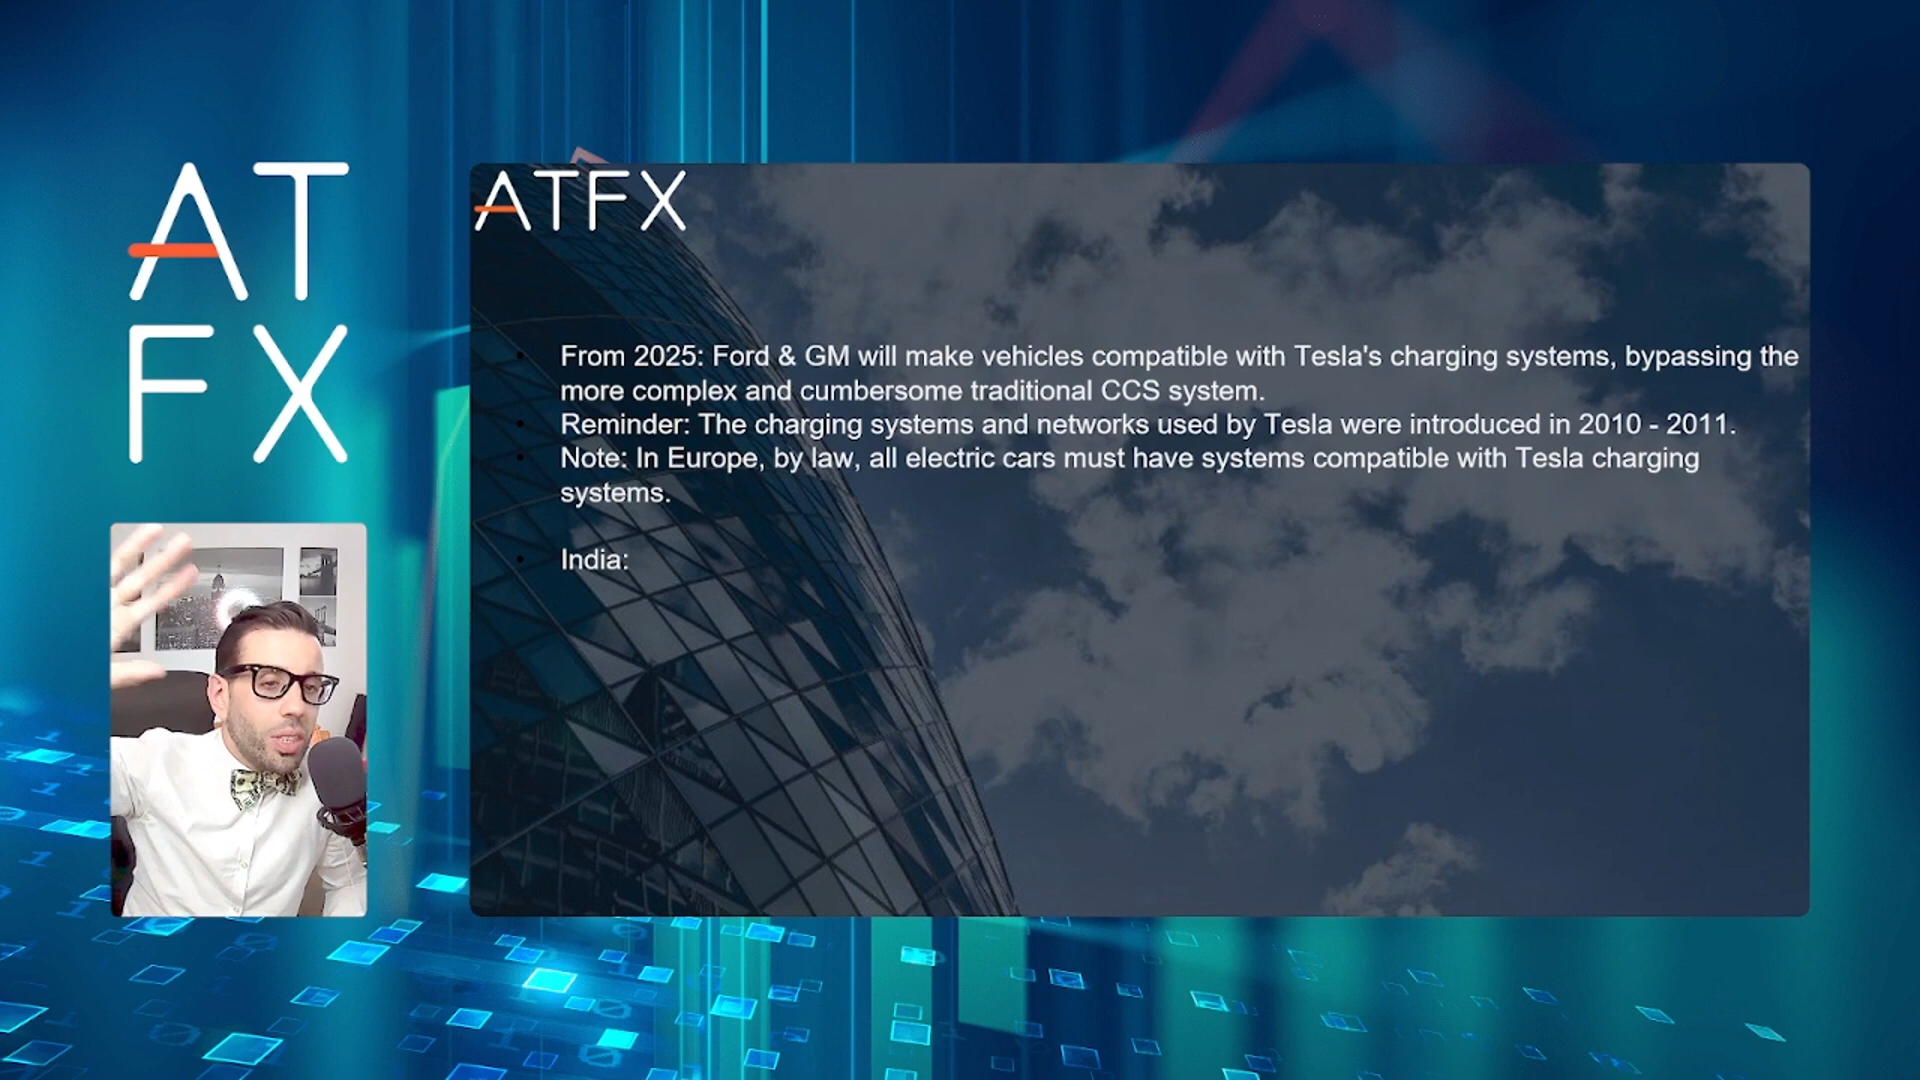 AT
FX
ATFX
From 2025: Ford & GM will make vehicles compatible with Tesla's charging systems, bypassing the
more complex and cumbersome traditional CCS system.
Reminder: The charging systems and networks used by Tesla were introduced in 2010 - 2011.
Note: In Europe, by law, all electric cars must have systems compatible with Tesla charging
systems.
India: